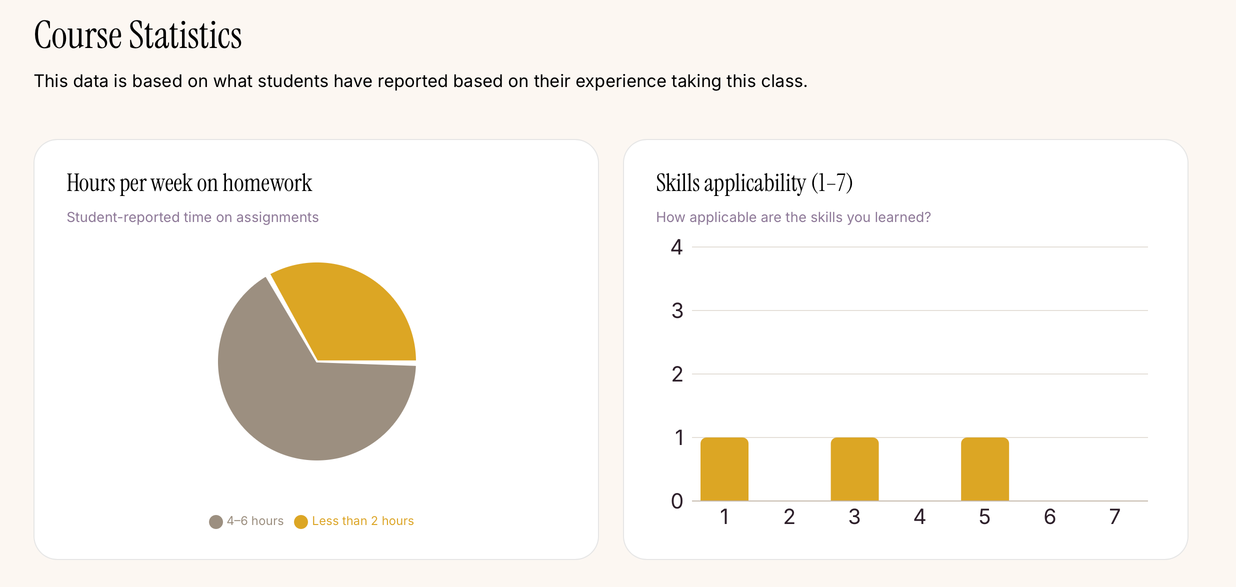 Course Statistics
This data is based on what students have reported based on their experience taking this class.
Hours per week on homework
Student-reported time on assignments
4–6 hours
Less than 2 hours
Skills applicability (1–7)
How applicable are the skills you learned?
4
3
2
1
0
1 2 3 4 5 6 7